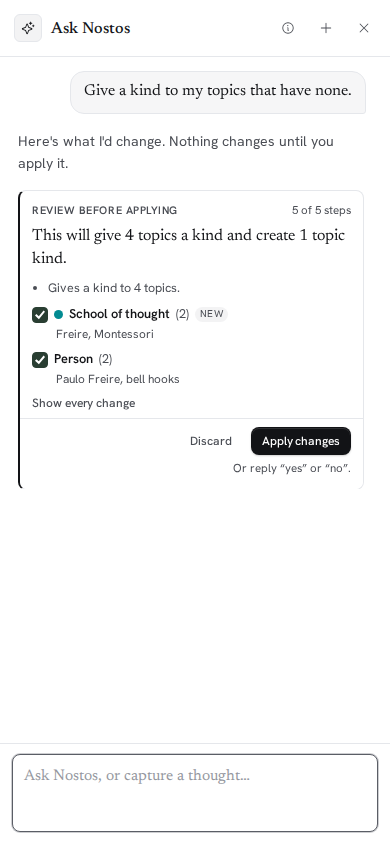 Ask Nostos
Give a kind to my topics that have none.
Here's what I'd change. Nothing changes until you
apply it.
REVIEW BEFORE APPLYING
5 of 5 steps
This will give 4 topics a kind and create 1 topic
kind.
• Gives a kind to 4 topics.
School of thought (2) NEW
Freire, Montessori
Person (2)
Paulo Freire, bell hooks
Show every change
Discard
Apply changes
Or reply “yes” or “no”.
Ask Nostos, or capture a thought…